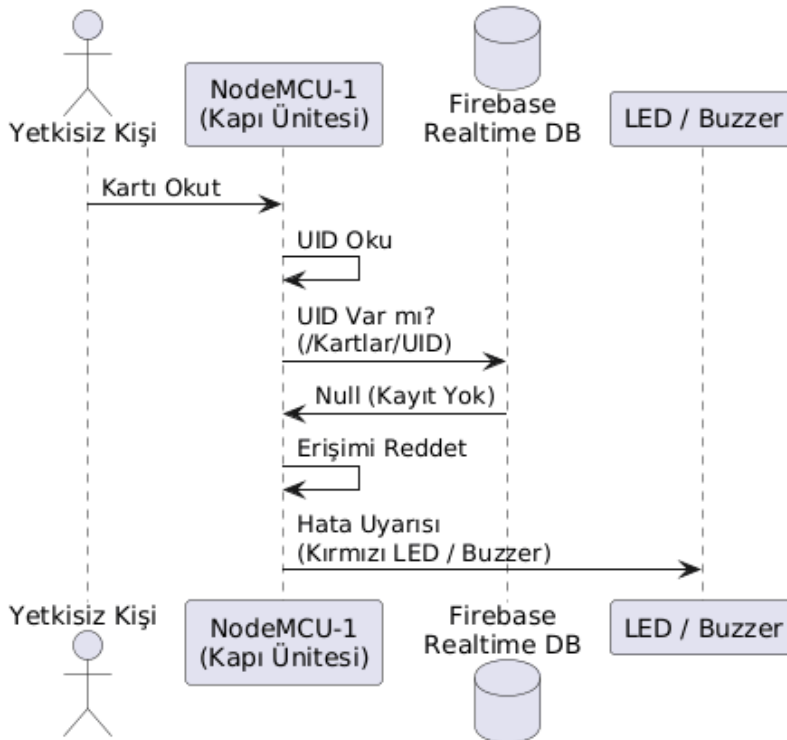 Yetkisiz Kişi
NodeMCU-1
(Kapı Ünitesi)
Firebase
Realtime DB
LED / Buzzer
Kartı Okut
UID Oku
UID Var mı?
(/Kartlar/UID)
Null (Kayıt Yok)
Erişimi Reddet
Hata Uyarısı
(Kırmızı LED / Buzzer)
Yetkisiz Kişi
NodeMCU-1
(Kapı Ünitesi)
Firebase
Realtime DB
LED / Buzzer